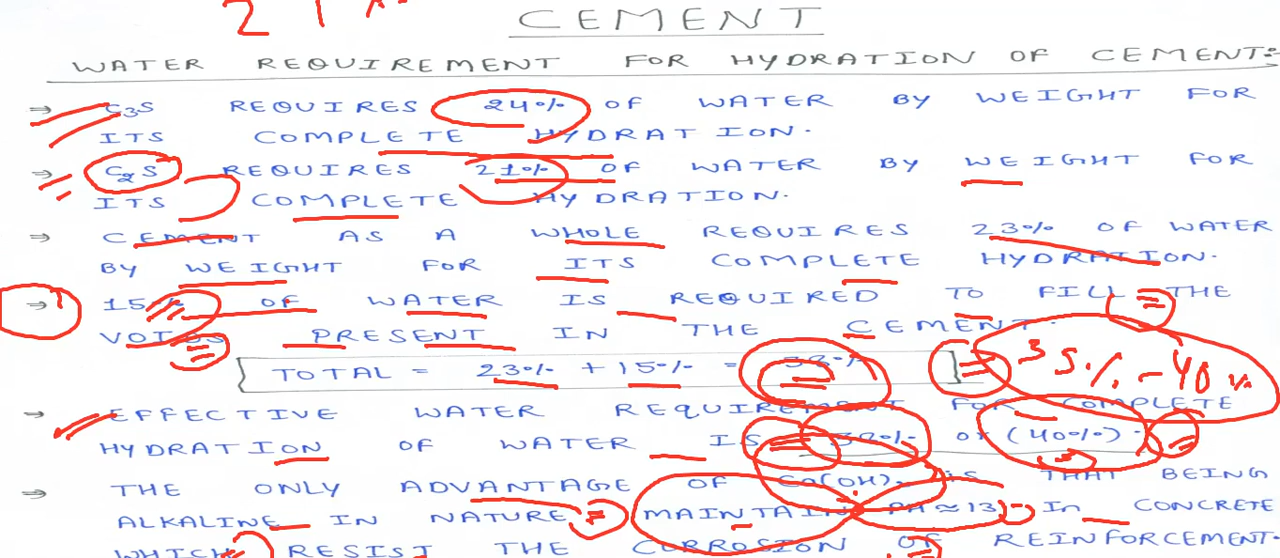 21
CEMENT
WATER REQUIREMENT FOR HYDRATION OF CEMENT:-
⇒ C₃S REQUIRES 24% OF WATER BY WEIGHT FOR
ITS COMPLETE HYDRATION.
⇒ C₂S REQUIRES 21% OF WATER BY WEIGHT FOR
ITS COMPLETE HYDRATION.
⇒ CEMENT AS A WHOLE REQUIRES 23% OF WATER
BY WEIGHT FOR ITS COMPLETE HYDRATION.
⇒ 15% OF WATER IS REQUIRED TO FILL THE
VOIDS PRESENT IN THE CEMENT.
TOTAL = 23% + 15% = 38% = 35% - 40%
⇒ EFFECTIVE WATER REQUIREMENT FOR COMPLETE
HYDRATION OF WATER IS 38% or (40%).
⇒ THE ONLY ADVANTAGE OF Ca(OH)₂ is THAT BEING
ALKALINE IN NATURE MAINTAIN PH ≈ 13 In CONCRETE
WHICH RESIST THE CORROSION OF REINFORCEMENT.